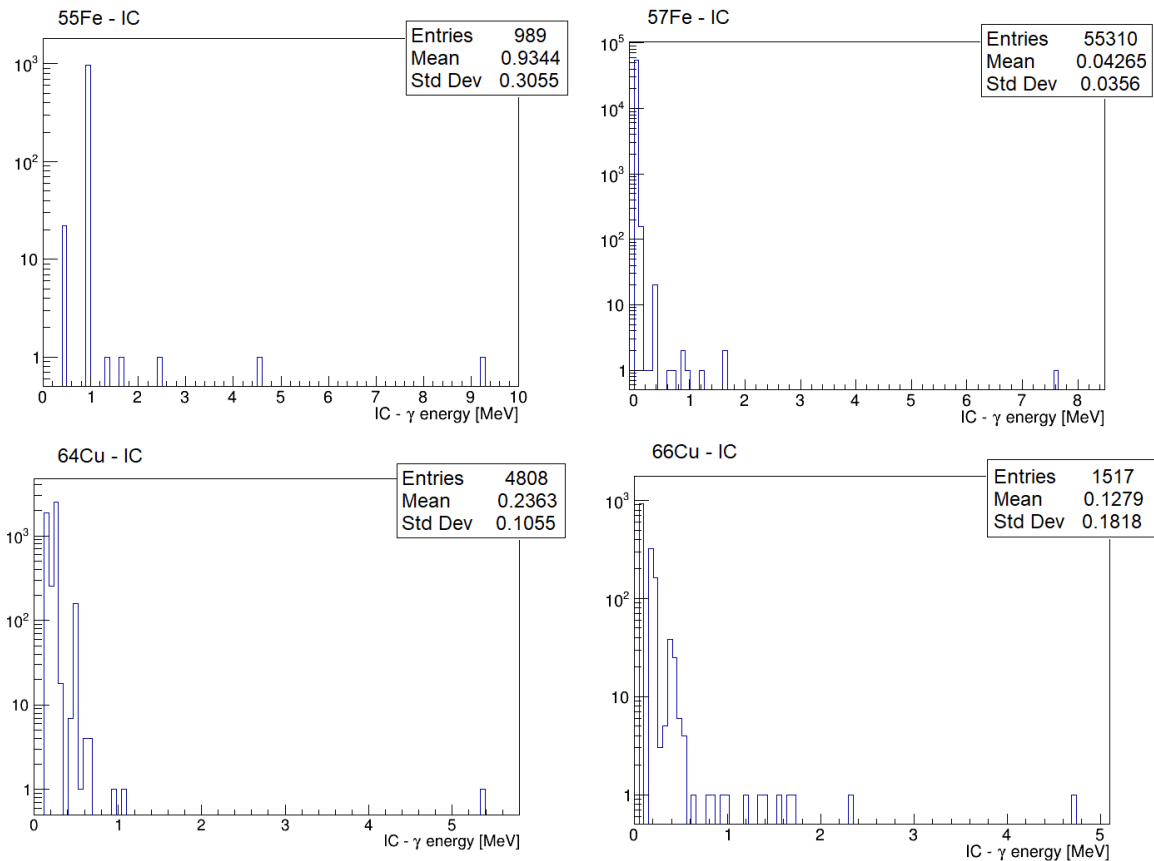 55Fe - IC
Entries 989
Mean 0.9344
Std Dev 0.3055
10³
10²
10
1
0 1 2 3 4 5 6 7 8 9 10
IC - γ energy [MeV]
57Fe - IC
Entries 55310
Mean 0.04265
Std Dev 0.0356
10⁵
10⁴
10³
10²
10
1
0 1 2 3 4 5 6 7 8
IC - γ energy [MeV]
64Cu - IC
Entries 4808
Mean 0.2363
Std Dev 0.1055
10³
10²
10
1
0 1 2 3 4 5
IC - γ energy [MeV]
66Cu - IC
Entries 1517
Mean 0.1279
Std Dev 0.1818
10³
10²
10
1
0 1 2 3 4 5
IC - γ energy [MeV]